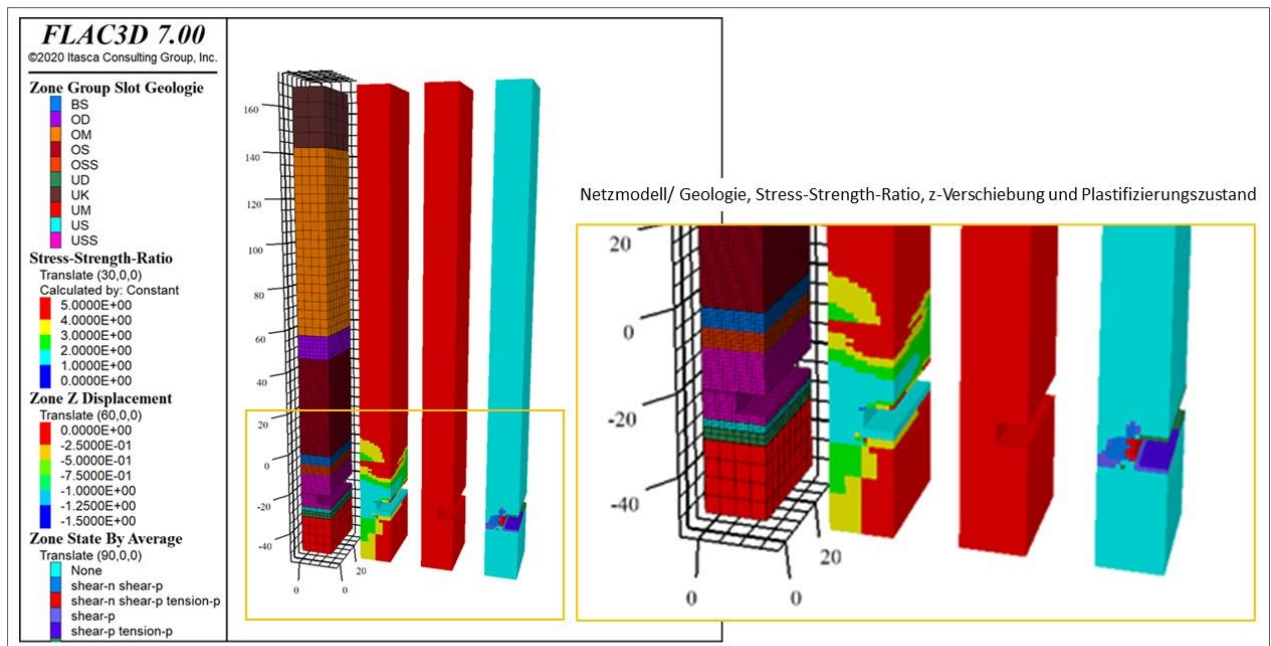 FLAC3D 7.00
©2020 Itasca Consulting Group, Inc.
Zone Group Slot Geologie
BS
OD
OM
OS
OSS
UD
UK
UM
US
USS
Stress-Strength-Ratio
Translate (30,0,0)
Calculated by: Constant
5.0000E+00
4.0000E+00
3.0000E+00
2.0000E+00
1.0000E+00
0.0000E+00
Zone Z Displacement
Translate (60,0,0)
0.0000E+00
-2.5000E-01
-5.0000E-01
-7.5000E-01
-1.0000E+00
-1.2500E+00
-1.5000E+00
Zone State By Average
Translate (90,0,0)
None
shear-n shear-p
shear-n shear-p tension-p
shear-p
shear-p tension-p
160
140
120
100
80
60
40
20
0
-20
-40
0
0
20
Netzmodell/ Geologie, Stress-Strength-Ratio, z-Verschiebung und Plastifizierungszustand
20
0
-20
-40
0
0
20